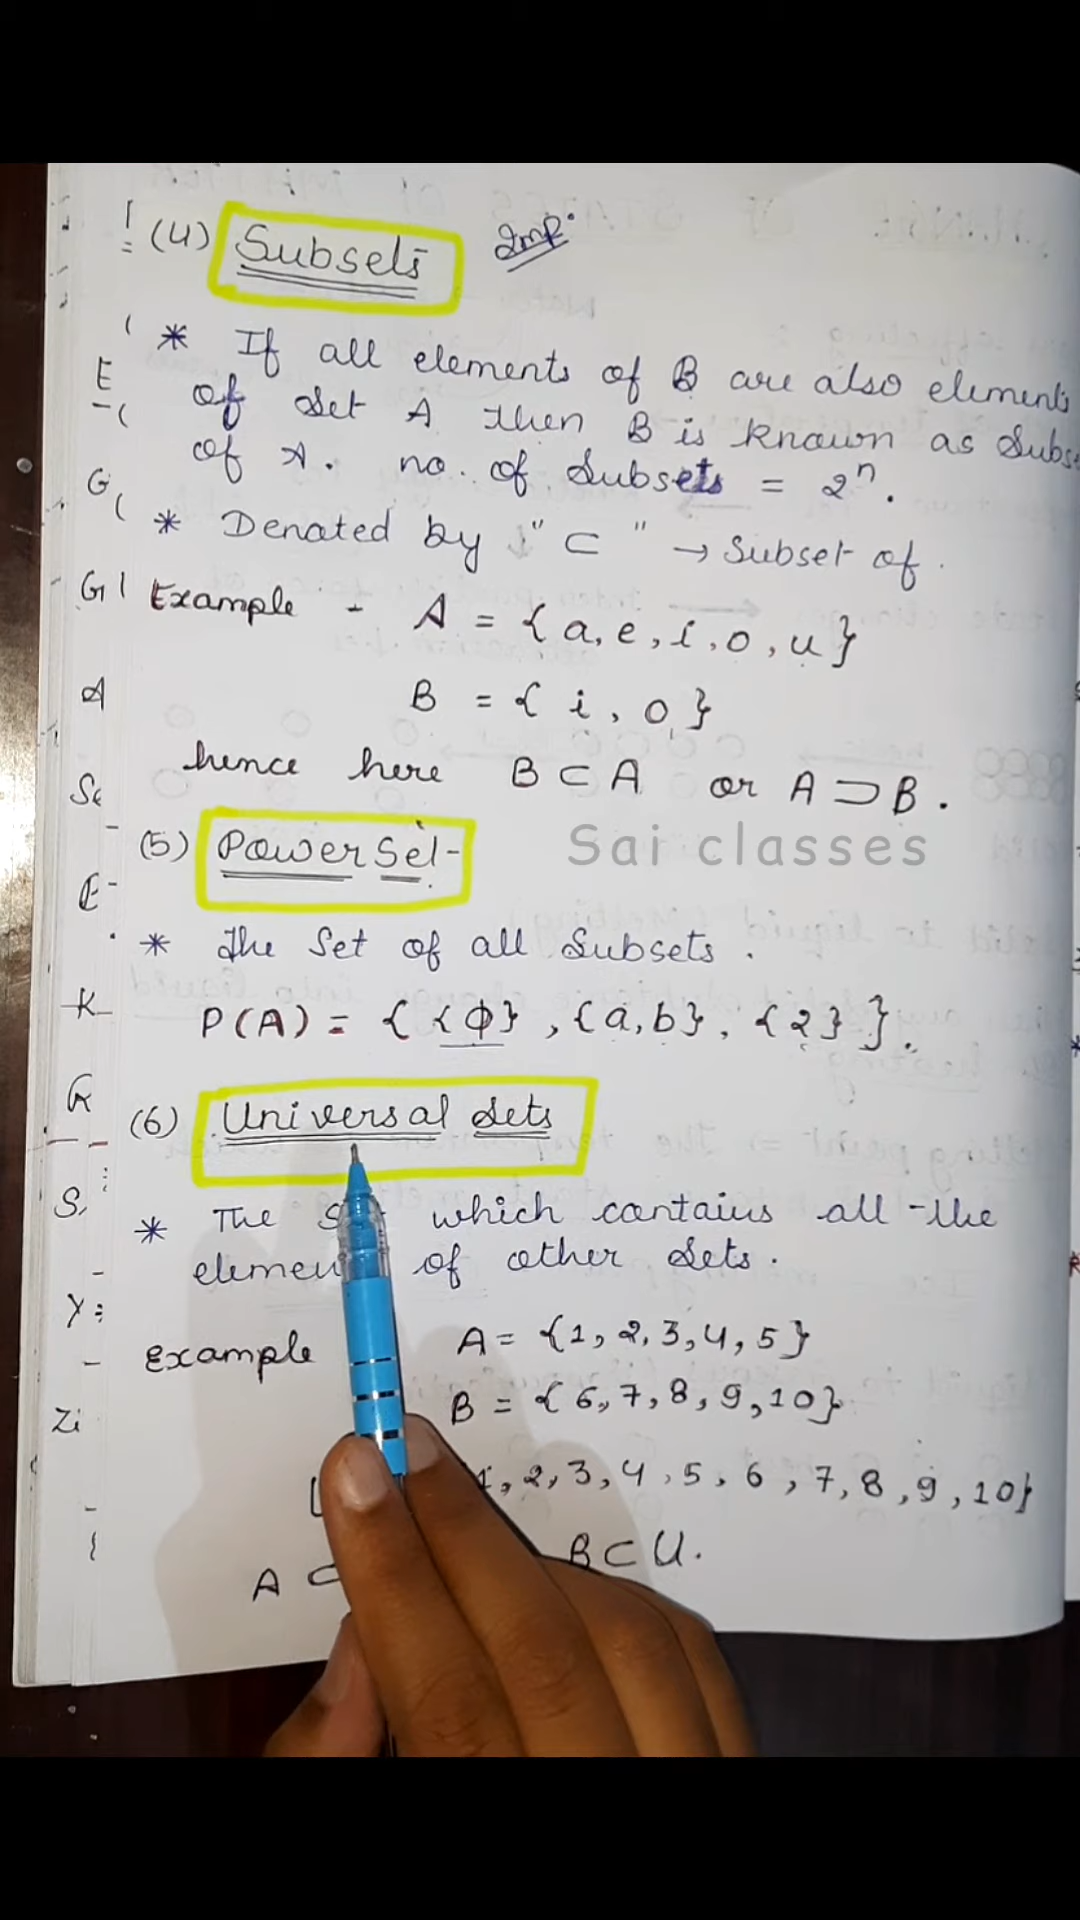 (4) Subsets Imp.
* If all elements of B are also elements
of Set A then B is known as Subse
of A. no. of Subsets = 2ⁿ.
* Denoted by "⊂" → Subset of.
Example - A = {a, e, i, o, u}
B = {i, o}
hence here B⊂A or A⊃B.
Sai classes
(5) Power Set-
* The Set of all Subsets.
P(A) = {{ϕ}, {a,b}, {2}}.
(6) Universal Sets
* The which contains all the
of other Sets.
example A = {1, 2, 3, 4, 5}
B = {6, 7, 8, 9, 10}
1, 2, 3, 4, 5, 6, 7, 8, 9, 10}
A ⊂ B⊂U.